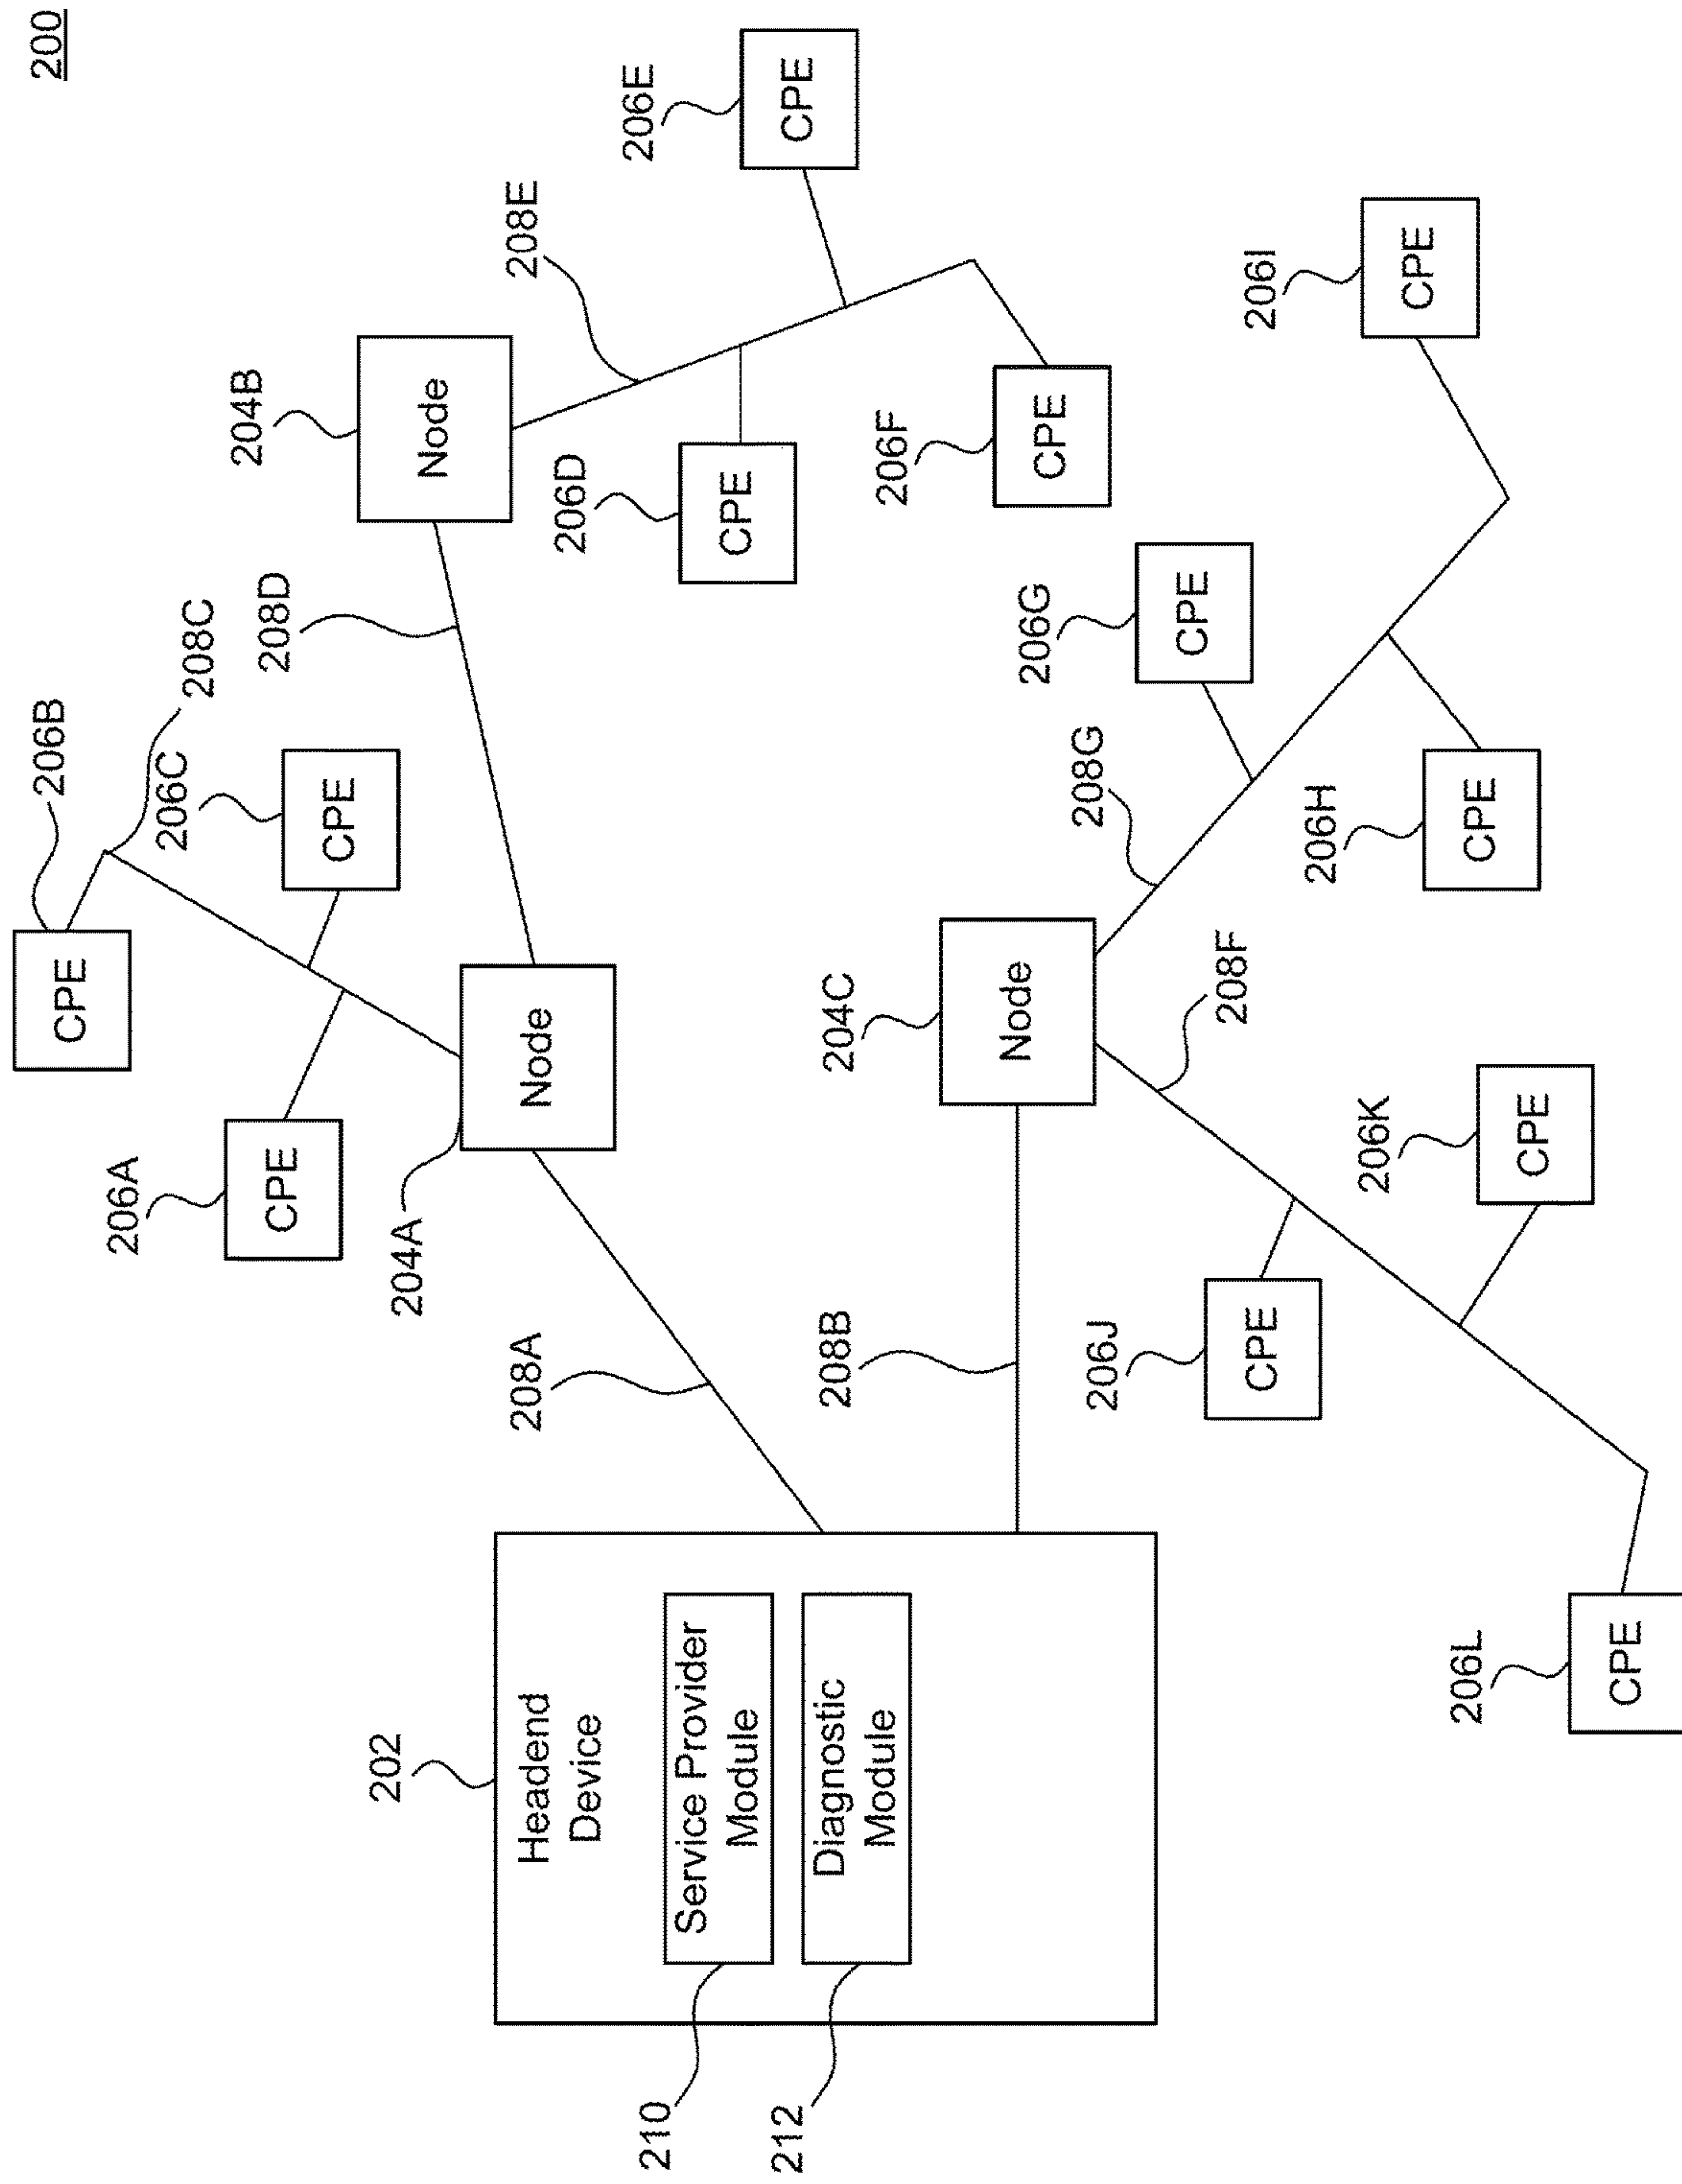 200
206B
208C
206A
CPE
CPE
206C
CPE
204A
Node
208D
204B
Node
208E
206D
CPE
206E
CPE
206F
CPE
202
Headend
Device
210
Service Provider
Module
212
Diagnostic
Module
208A
208B
204C
Node
208G
206G
CPE
206H
CPE
206I
CPE
208F
206J
CPE
206K
CPE
206L
CPE